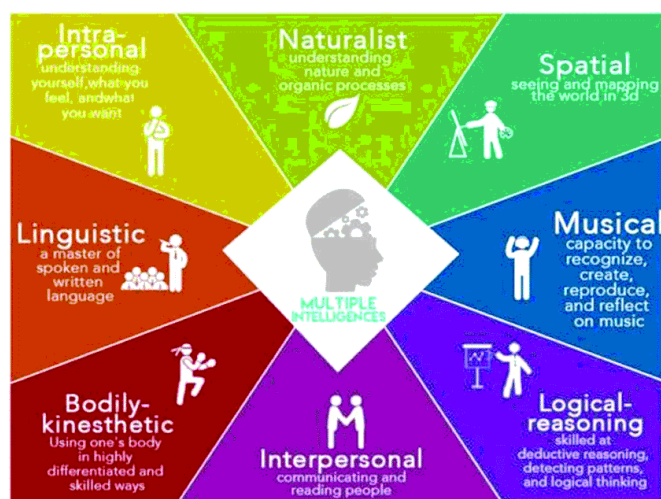 Intra-
personal
understanding
yourself, what you
feel, andwhat
you want
Naturalist
understanding
nature and
organic processes
Spatial
seeing and mapping
the world in 3d
Linguistic
a master of
spoken and
written
language
MULTIPLE
INTELLIGENCES
Musical
capacity to
recognize,
create,
reproduce,
and reflect
on music
Bodily-
kinesthetic
Using one's body
in highly
differentiated and
skilled ways
Interpersonal
communicating and
reading people
Logical-
reasoning
skilled at
deductive reasoning,
detecting patterns,
and logical thinking